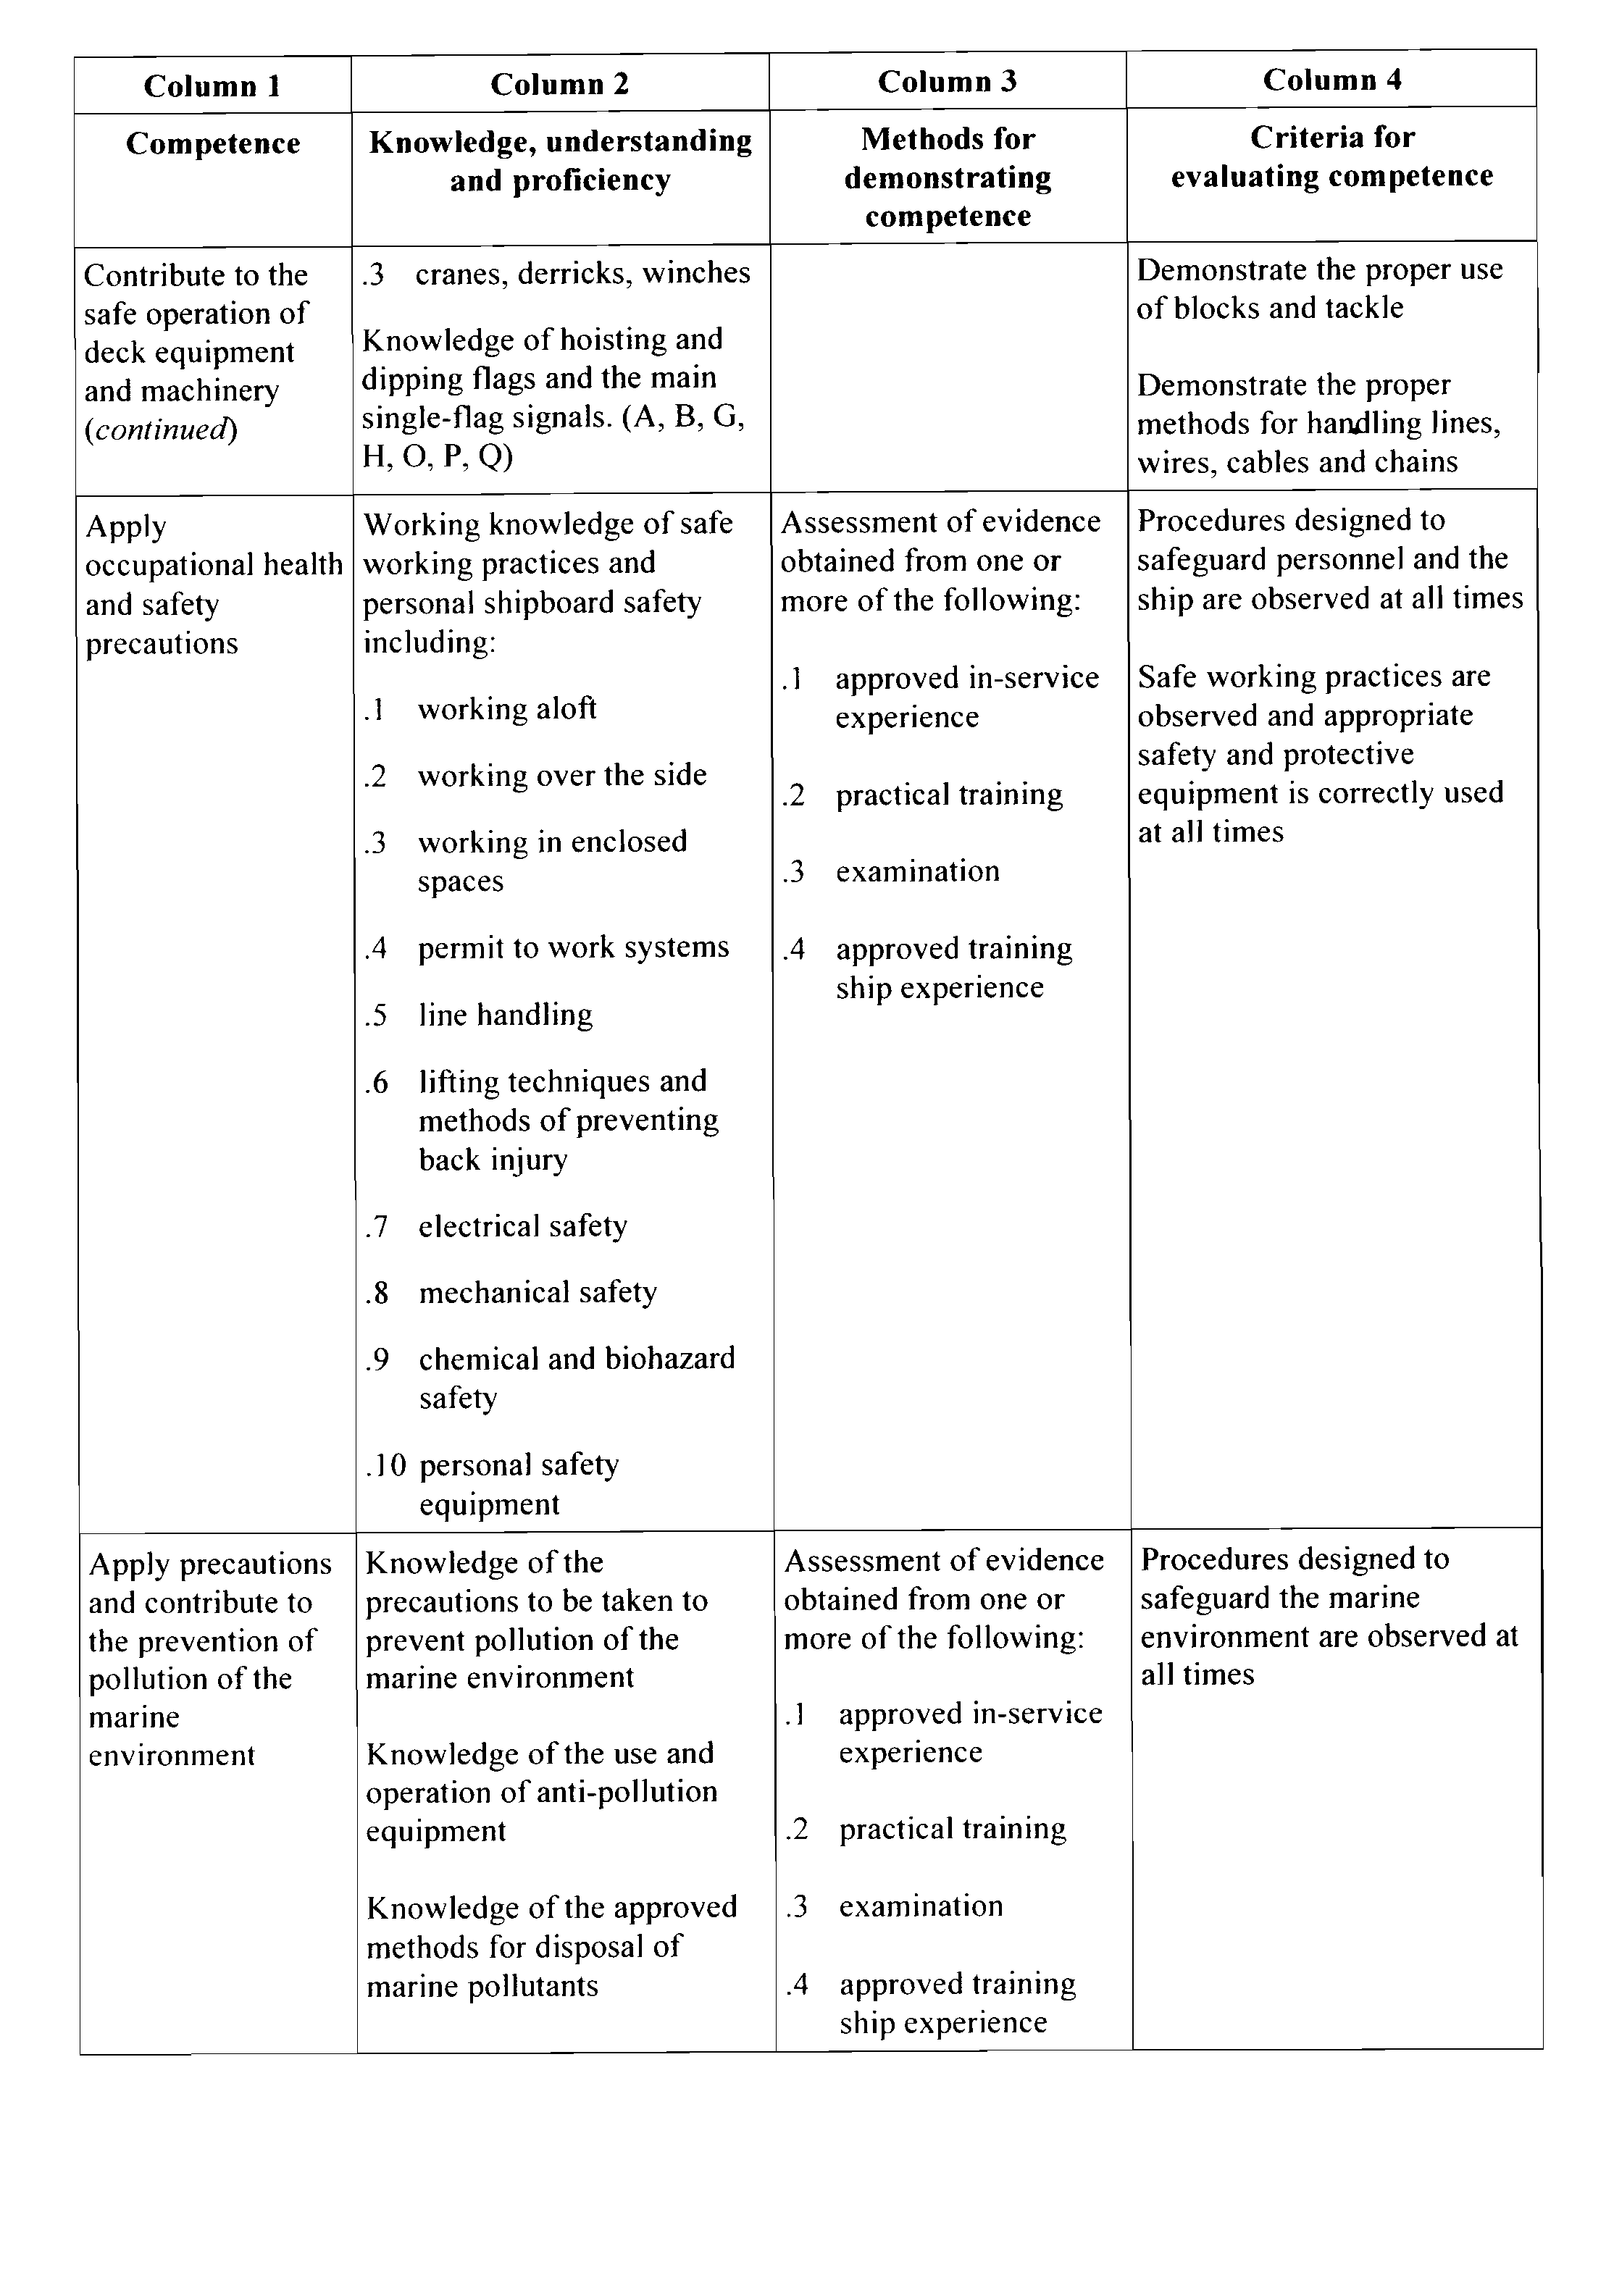 Column 1
Column 2
Column 3
Column 4
Competence
Knowledge, understanding
and proficiency
Methods for
demonstrating
competence
Criteria for
evaluating competence
Contribute to the
safe operation of
deck equipment
and machinery
(continued)
.3 cranes, derricks, winches
Knowledge of hoisting and
dipping flags and the main
single-flag signals. (A, B, G,
H, O, P, Q)
Demonstrate the proper use
of blocks and tackle
Demonstrate the proper
methods for handling lines,
wires, cables and chains
Apply
occupational health
and safety
precautions
Working knowledge of safe
working practices and
personal shipboard safety
including:
.1 working aloft
.2 working over the side
.3 working in enclosed
spaces
.4 permit to work systems
.5 line handling
.6 lifting techniques and
methods of preventing
back injury
.7 electrical safety
.8 mechanical safety
.9 chemical and biohazard
safety
.10 personal safety
equipment
Assessment of evidence
obtained from one or
more of the following:
.1 approved in-service
experience
.2 practical training
.3 examination
.4 approved training
ship experience
Procedures designed to
safeguard personnel and the
ship are observed at all times
Safe working practices are
observed and appropriate
safety and protective
equipment is correctly used
at all times
Apply precautions
and contribute to
the prevention of
pollution of the
marine
environment
Knowledge of the
precautions to be taken to
prevent pollution of the
marine environment
Knowledge of the use and
operation of anti-pollution
equipment
Knowledge of the approved
methods for disposal of
marine pollutants
Assessment of evidence
obtained from one or
more of the following:
.1 approved in-service
experience
.2 practical training
.3 examination
.4 approved training
ship experience
Procedures designed to
safeguard the marine
environment are observed at
all times